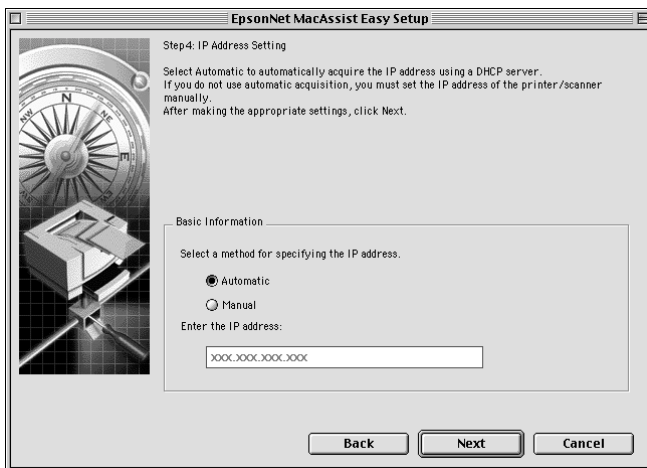 EpsonNet MacAssist Easy Setup
Step4: IP Address Setting
Select Automatic to automatically acquire the IP address using a DHCP server.
If you do not use automatic acquisition, you must set the IP address of the printer/scanner
manually.
After making the appropriate settings, click Next.
N
NE
E
NW
W
Basic Information
Select a method for specifying the IP address.
Automatic
Manual
Enter the IP address:
XXX.XXX.XXX.XXX
Back
Next
Cancel